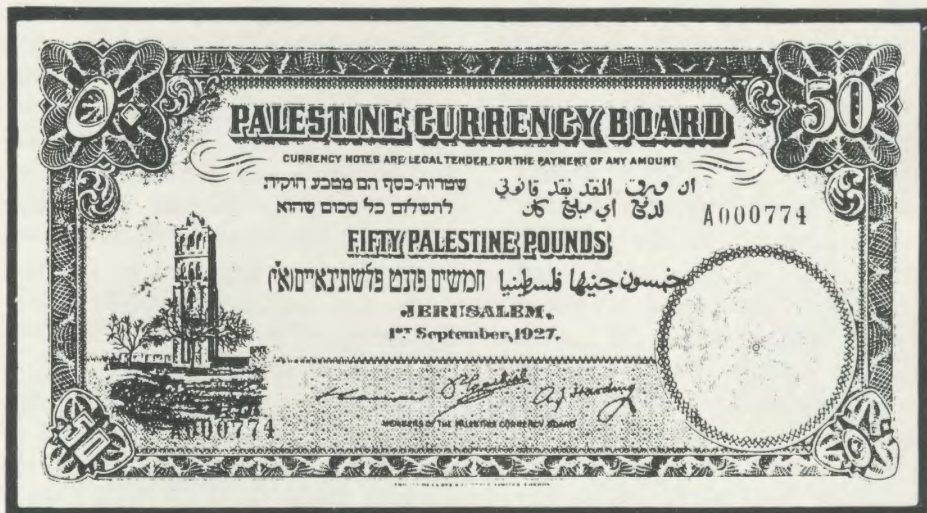 50
PALESTINE CURRENCY BOARD
CURRENCY NOTES ARE LEGAL TENDER FOR THE PAYMENT OF ANY AMOUNT
שטרות-כסף הם מטבע חוקית ان ورق النقد نقد قانوني
לתשלום כל סכום שהוא لدفع اي مبلغ كان
A000774
FIFTY PALESTINE POUNDS
חמשים פונט פלשתינאיים (א״י) خمسون جنيها فلسطينيا
JERUSALEM,
1ST September, 1927.
A000774
MEMBERS OF THE PALESTINE CURRENCY BOARD
50